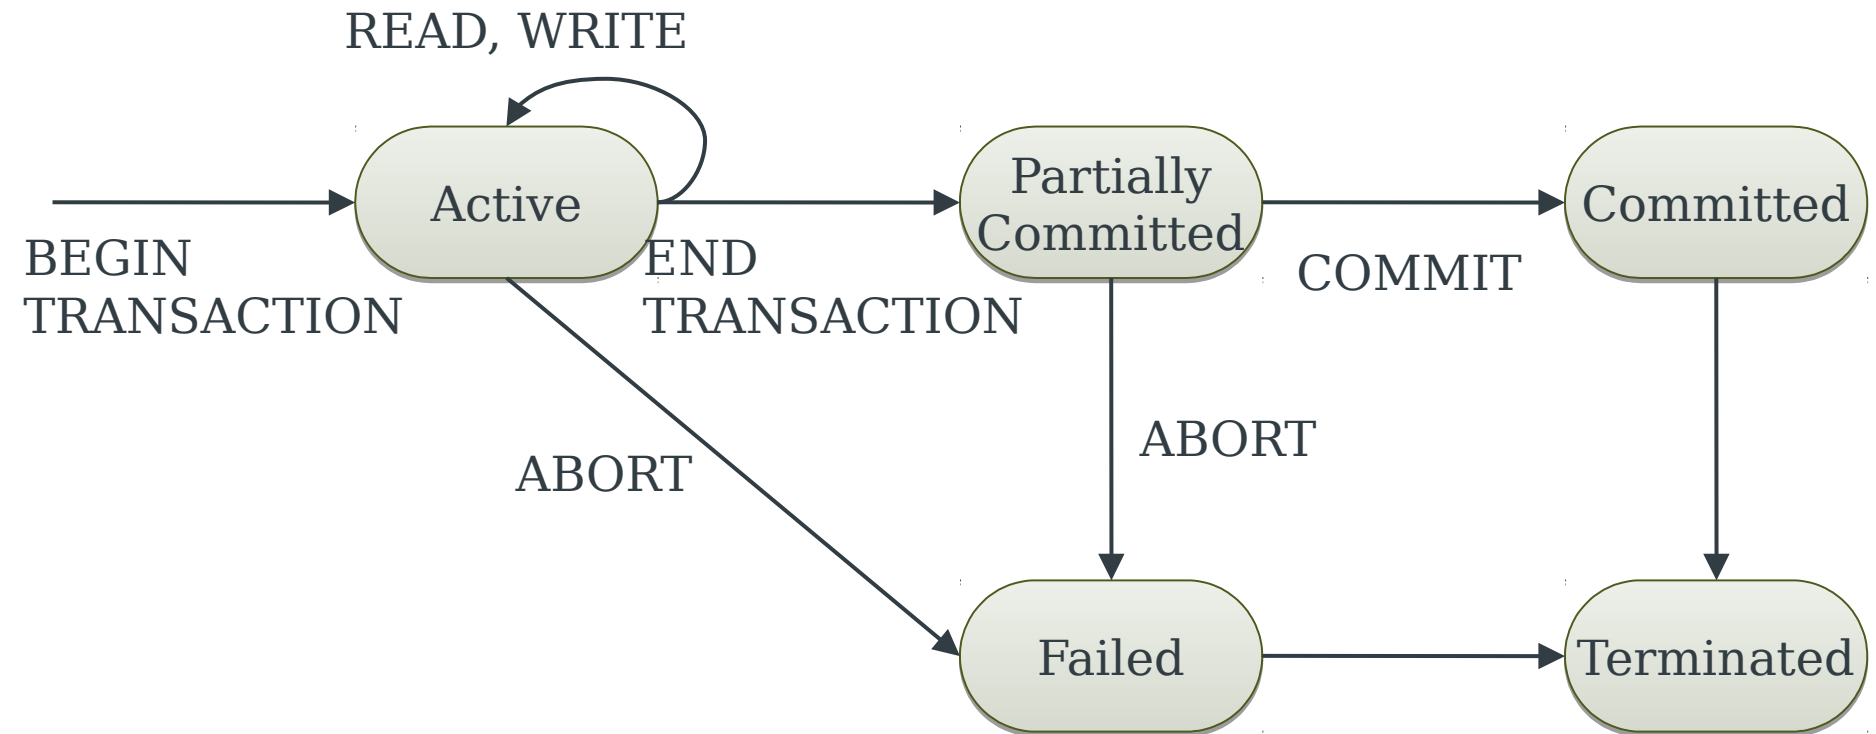 READ, WRITE
Active
Partially
Committed
Committed
BEGIN
TRANSACTION
END
TRANSACTION
COMMIT
ABORT
ABORT
Failed
Terminated